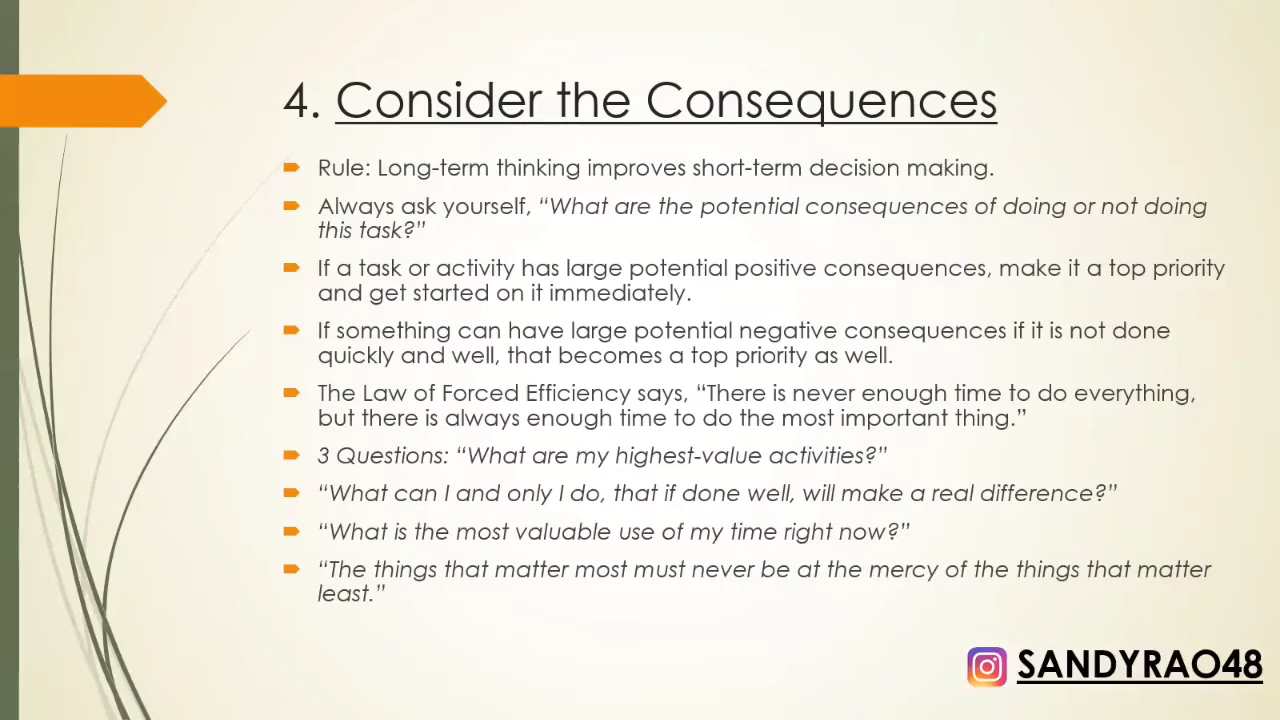 4. Consider the Consequences
Rule: Long-term thinking improves short-term decision making.
Always ask yourself, “What are the potential consequences of doing or not doing
this task?”
If a task or activity has large potential positive consequences, make it a top priority
and get started on it immediately.
If something can have large potential negative consequences if it is not done
quickly and well, that becomes a top priority as well.
The Law of Forced Efficiency says, “There is never enough time to do everything,
but there is always enough time to do the most important thing.”
3 Questions: “What are my highest-value activities?”
“What can I and only I do, that if done well, will make a real difference?”
“What is the most valuable use of my time right now?”
“The things that matter most must never be at the mercy of the things that matter
least.”
SANDYRAO48